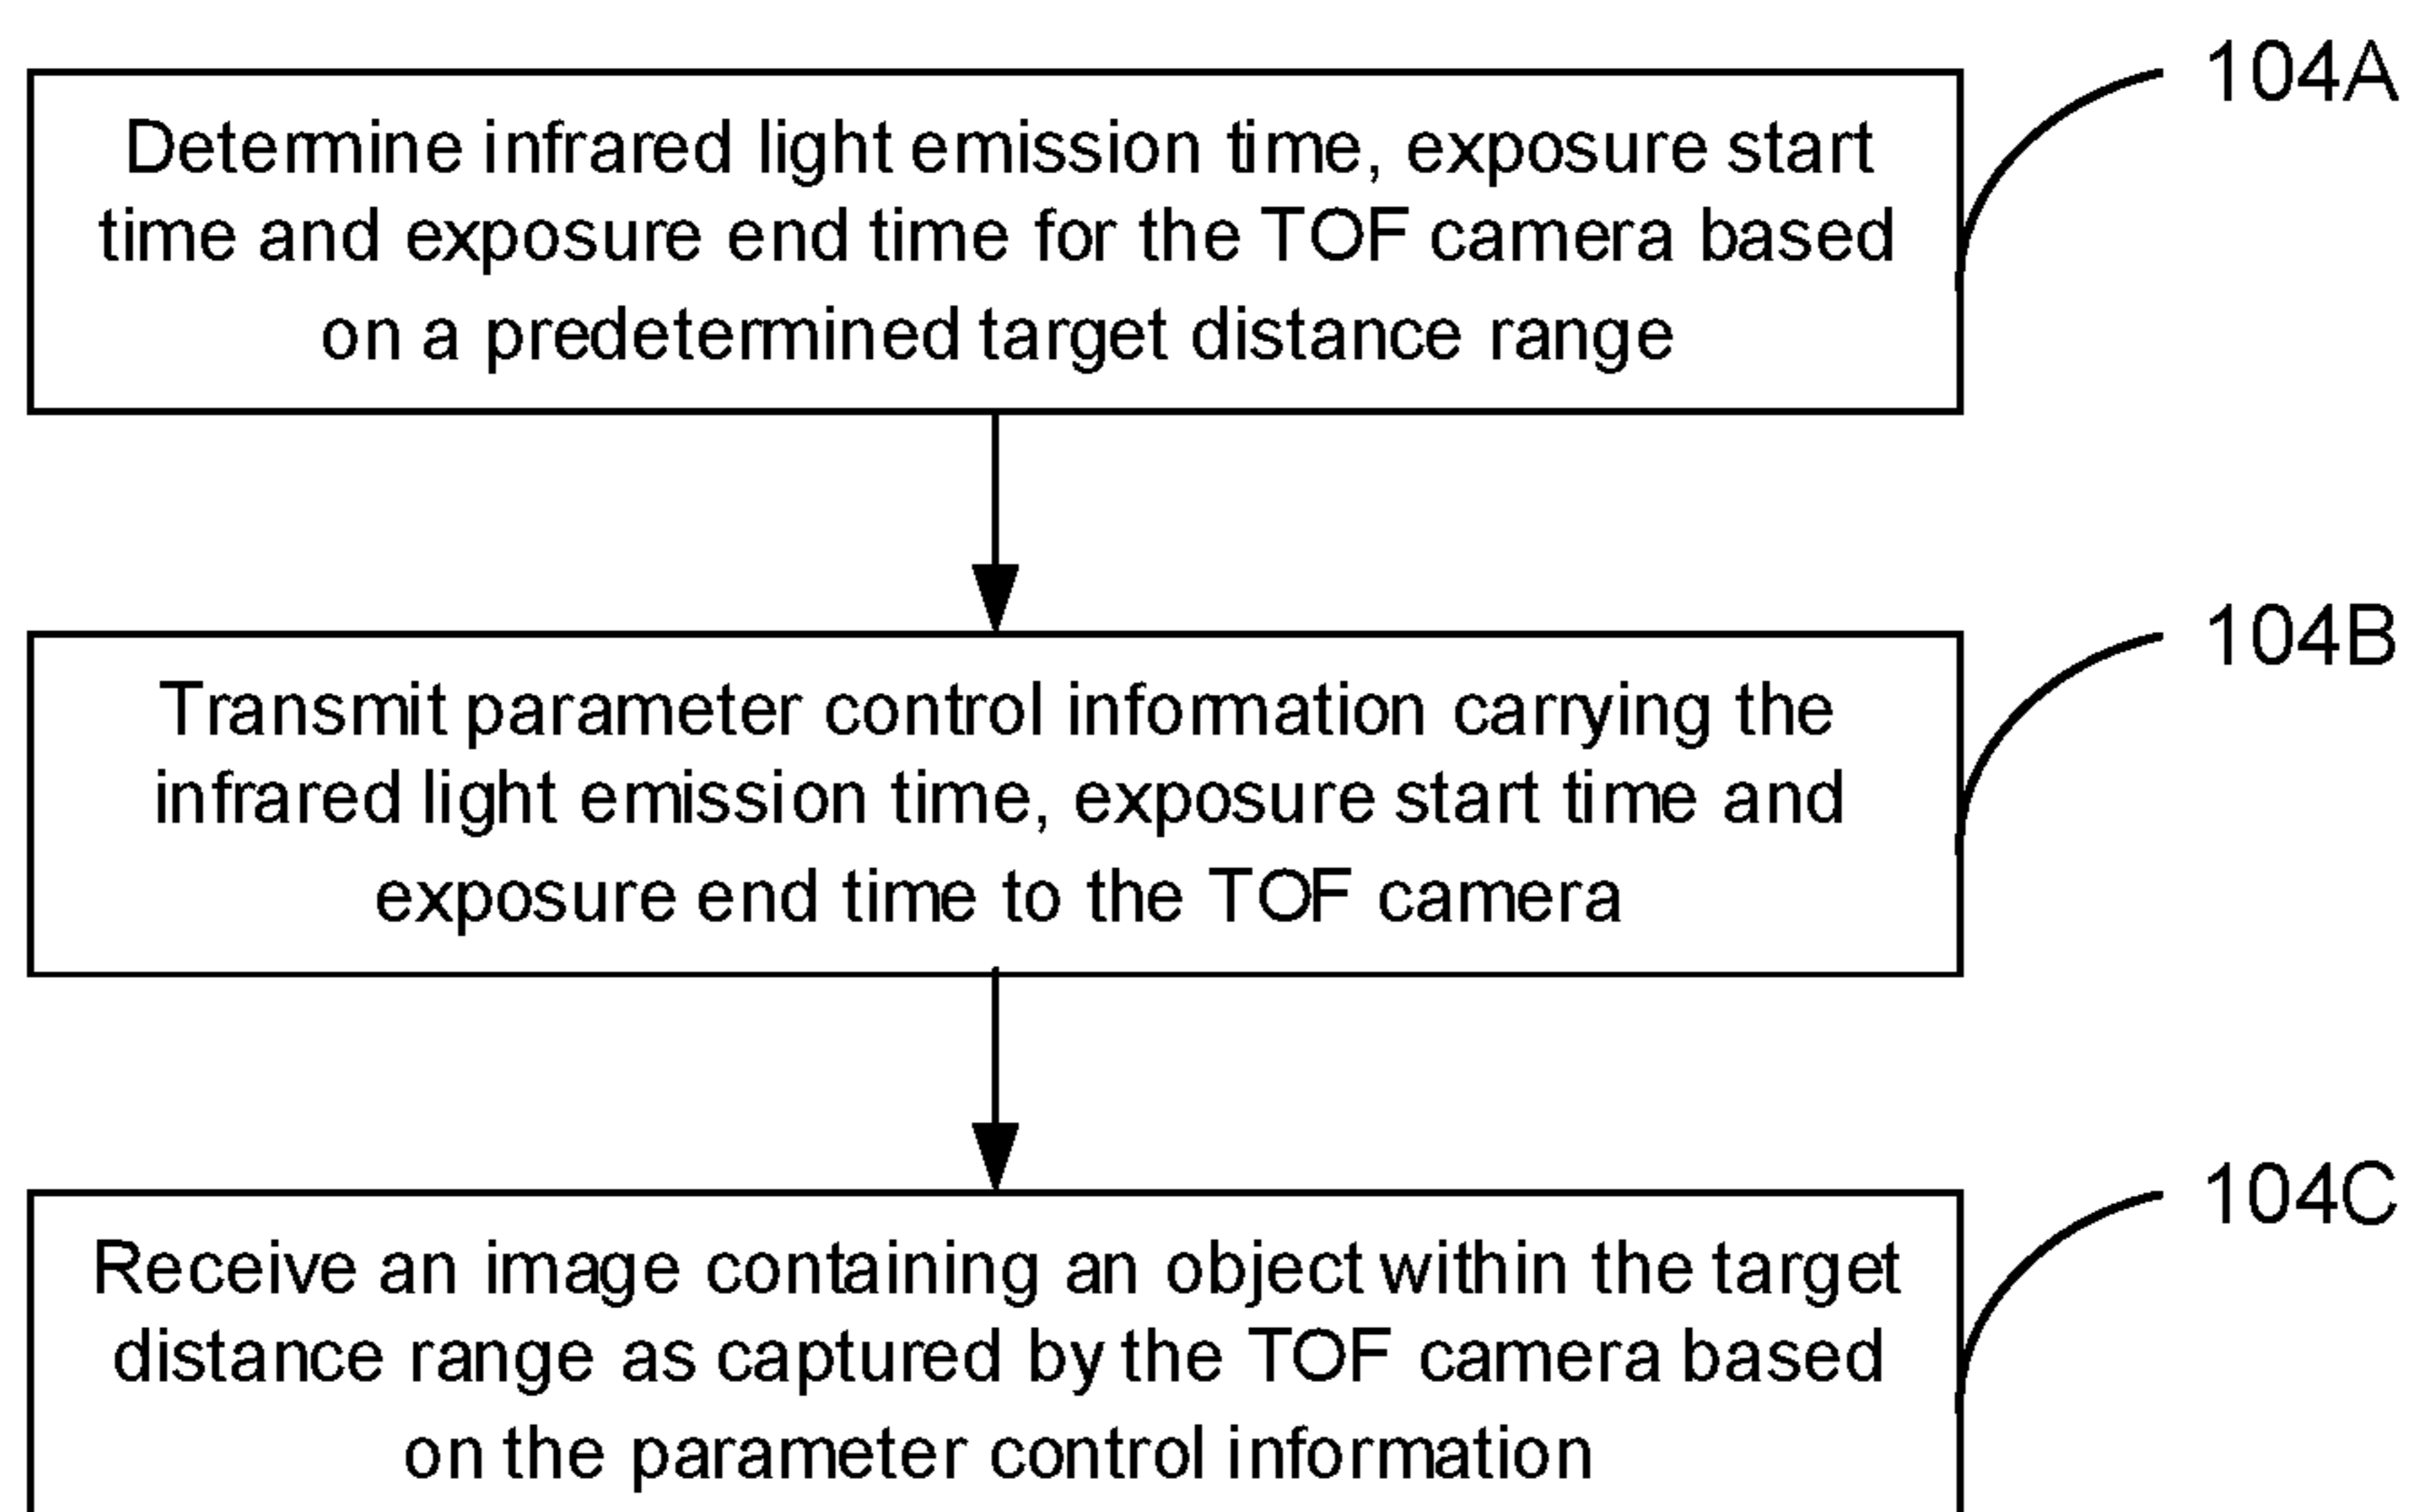 104A
Determine infrared light emission time, exposure start
time and exposure end time for the TOF camera based
on a predetermined target distance range
104B
Transmit parameter control information carrying the
infrared light emission time, exposure start time and
exposure end time to the TOF camera
104C
Receive an image containing an object within the target
distance range as captured by the TOF camera based
on the parameter control information